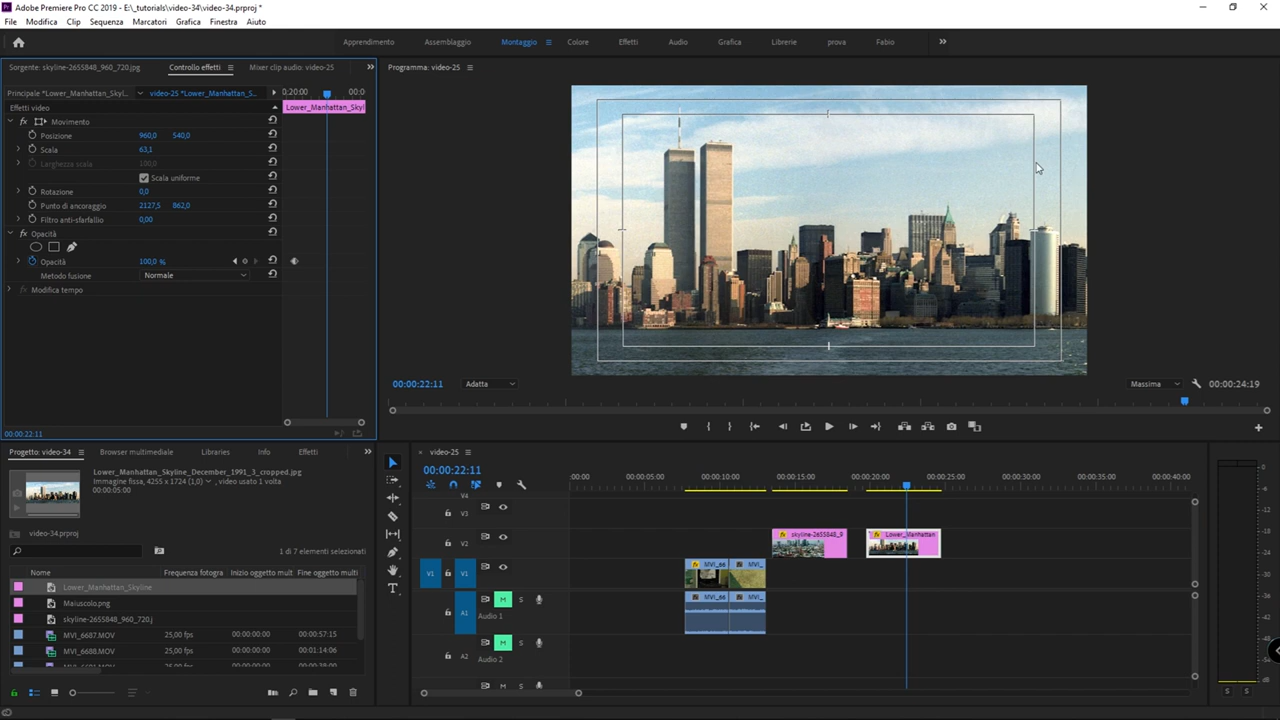 Adobe Premiere Pro CC 2019 - E:\_tutorials\video-34\video-34.prproj *
File Modifica Clip Sequenza Marcatori Grafica Finestra Aiuto
Apprendimento Assemblaggio Montaggio Colore Effetti Audio Grafica Librerie prova Fabio
Sorgente: skyline-2655848_960_720.jpg Controllo effetti Mixer clip audio: video-25
Programma: video-25
Principale *Lower_Manhattan_Skyl... video-25 *Lower_Manhattan_S... 0:20:00 00:0
Effetti video Lower_Manhattan_Skyl
Movimento
Posizione 960,0 540,0
Scala 63,1
Larghezza scala 100,0
Scala uniforme
Rotazione 0,0
Punto di ancoraggio 2127,5 862,0
Filtro anti-sfarfallio 0,00
Opacità
Opacità 100,0 %
Metodo fusione Normale
Modifica tempo
00:00:22:11
00:00:22:11 Adatta Massima 00:00:24:19
Progetto: video-34 Browser multimediale Libraries Info Effetti
Lower_Manhattan_Skyline_December_1991_3_cropped.jpg
Immagine fissa, 4255 x 1724 (1,0) , video usato 1 volta
00:00:05:00
video-34.prproj
1 di 7 elementi selezionati
Nome Frequenza fotogra Inizio oggetto mult Fine oggetto multi
Lower_Manhattan_Skyline
Maiuscolo.png
skyline-2655848_960_720.j
MVI_6687.MOV 25,00 fps 00:00:00:00 00:00:57:15
MVI_6688.MOV 25,00 fps 00:00:00:00 00:01:14:06
video-25
00:00:22:11
:00:00 00:00:05:00 00:00:10:00 00:00:15:00 00:00:20:00 00:00:25:00 00:00:30:00 00:00:35:00 00:00:40:00
V4
V3
V2 skyline-2655848_9 Lower_Manhattan
V1 V1 MVI_66 MVI_
A1 M S MVI_66 MVI_
Audio 1
A2 M S
Audio 2
0
-6
-12
-18
-24
-30
-36
-42
-48
-54
dB
S S